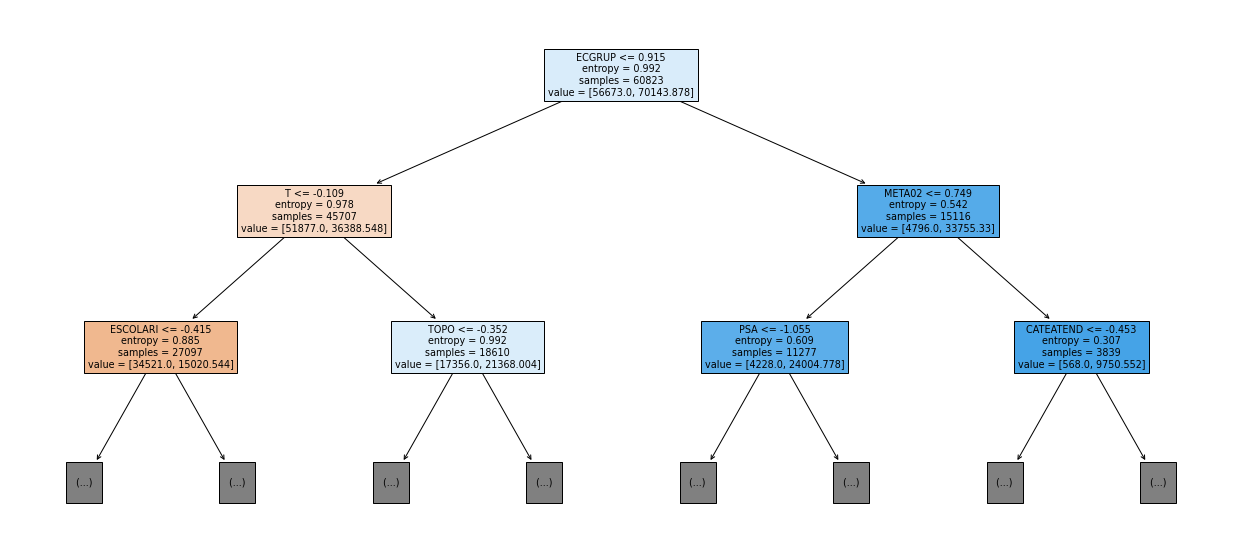 ECGRUP <= 0.915
entropy = 0.992
samples = 60823
value = [56673.0, 70143.878]
T <= -0.109
entropy = 0.978
samples = 45707
value = [51877.0, 36388.548]
META02 <= 0.749
entropy = 0.542
samples = 15116
value = [4796.0, 33755.33]
ESCOLARI <= -0.415
entropy = 0.885
samples = 27097
value = [34521.0, 15020.544]
TOPO <= -0.352
entropy = 0.992
samples = 18610
value = [17356.0, 21368.004]
PSA <= -1.055
entropy = 0.609
samples = 11277
value = [4228.0, 24004.778]
CATEATEND <= -0.453
entropy = 0.307
samples = 3839
value = [568.0, 9750.552]
(...)
(...)
(...)
(...)
(...)
(...)
(...)
(...)